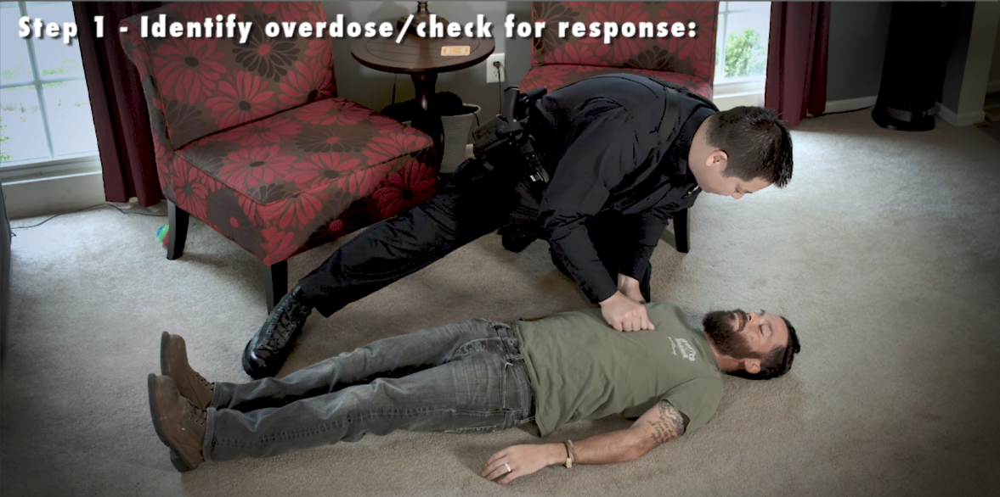 Step 1 - Identify overdose/check for response: